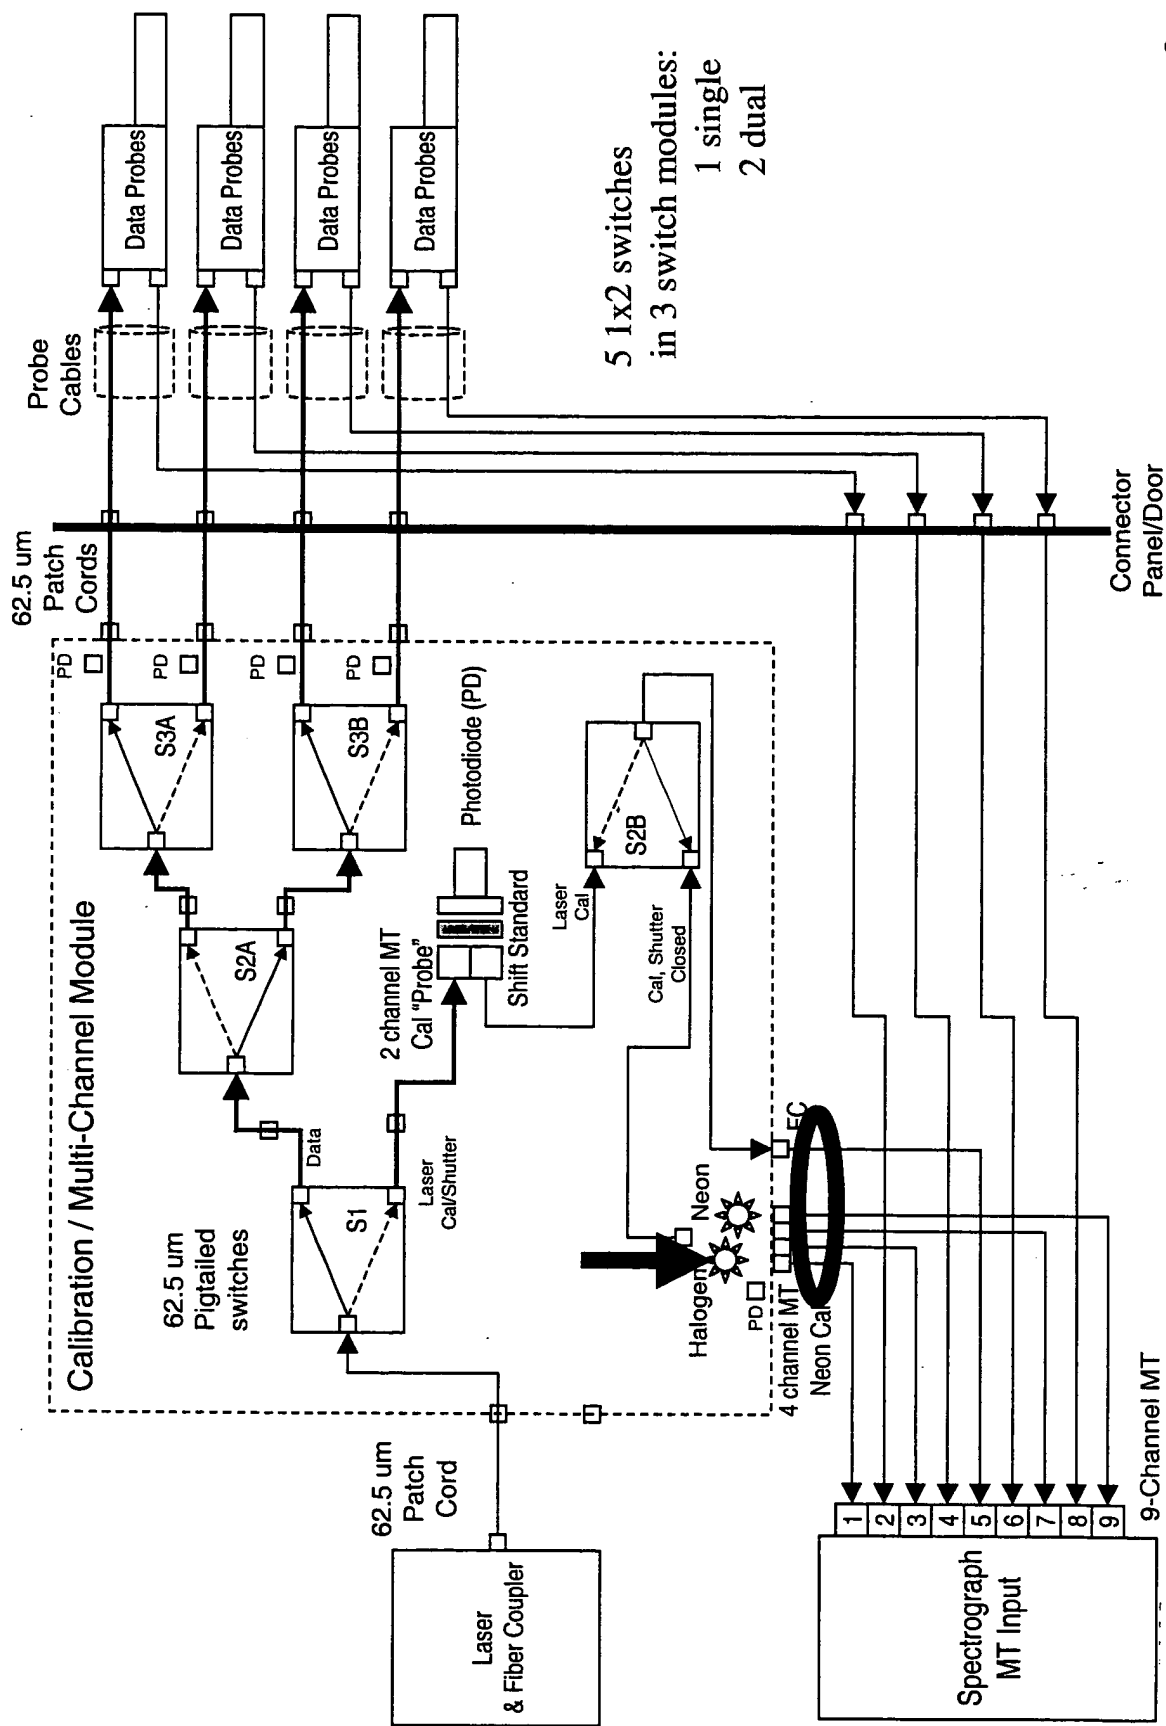 Calibration / Multi-Channel Module
62.5 um
Patch
Cords
Probe
Cables
Data Probes
Data Probes
Data Probes
Data Probes
PD
PD
PD
PD
S3A
S3B
S2A
62.5 um
Pigtailed
switches
Data
S1
Laser
Cal/Shutter
2 channel MT
Cal "Probe"
Shift Standard
Photodiode (PD)
Laser
Cal
Cal, Shutter
Closed
S2B
5 1x2 switches
in 3 switch modules:
1 single
2 dual
62.5 um
Patch
Cord
Laser
& Fiber Coupler
Halogen
Neon
PD
4 channel MT
Neon Cal
FC
Connector
Panel/Door
1
2
3
4
5
6
7
8
9
Spectrograph
MT Input
9-Channel MT